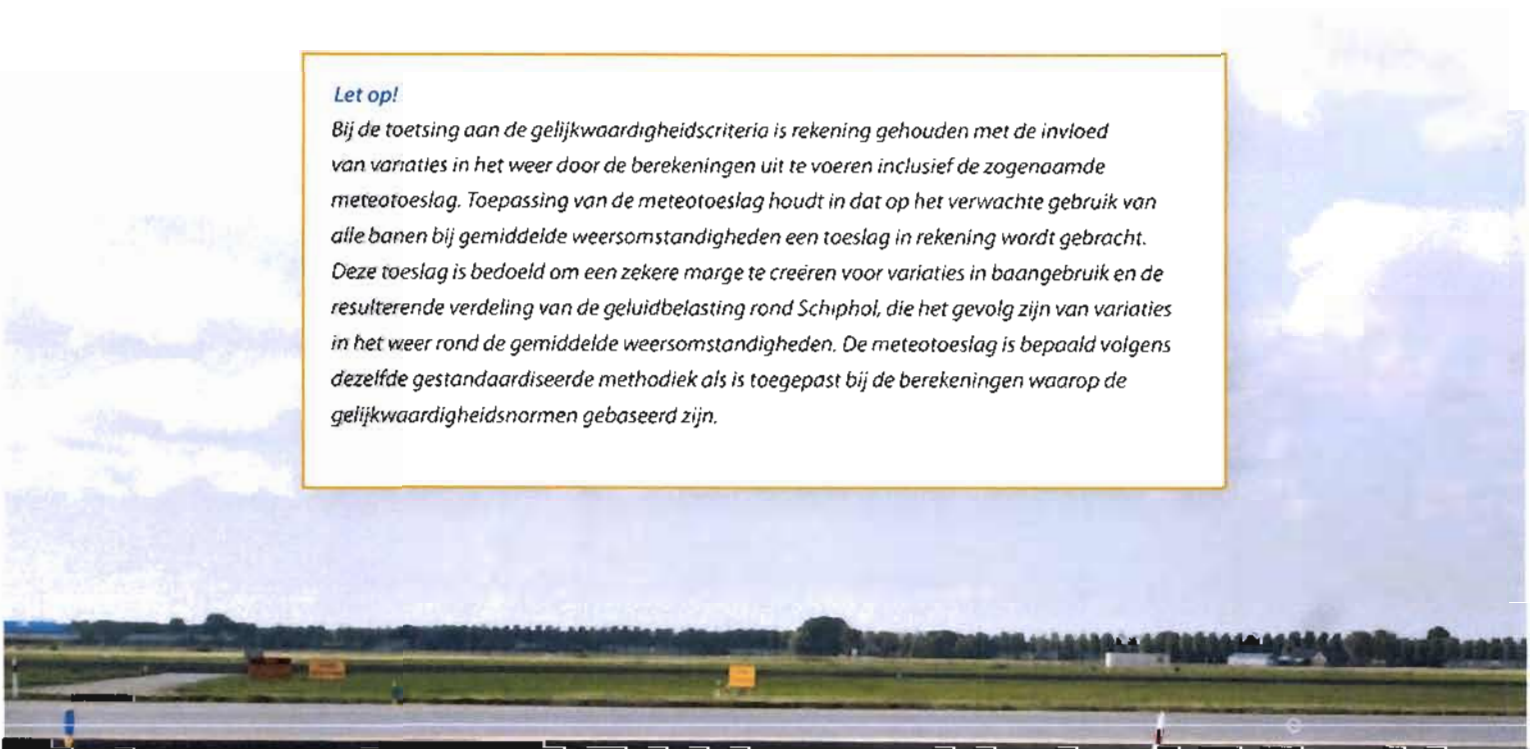 Let op!
Bij de toetsing aan de gelijkwaardigheidscriteria is rekening gehouden met de invloed
van variaties in het weer door de berekeningen uit te voeren inclusief de zogenaamde
meteotoeslag. Toepassing van de meteotoeslag houdt in dat op het verwachte gebruik van
alle banen bij gemiddelde weersomstandigheden een toeslag in rekening wordt gebracht.
Deze toeslag is bedoeld om een zekere marge te creëren voor variaties in baangebruik en de
resulterende verdeling van de geluidbelasting rond Schiphol, die het gevolg zijn van variaties
in het weer rond de gemiddelde weersomstandigheden. De meteotoeslag is bepaald volgens
dezelfde gestandaardiseerde methodiek als is toegepast bij de berekeningen waarop de
gelijkwaardigheidsnormen gebaseerd zijn.